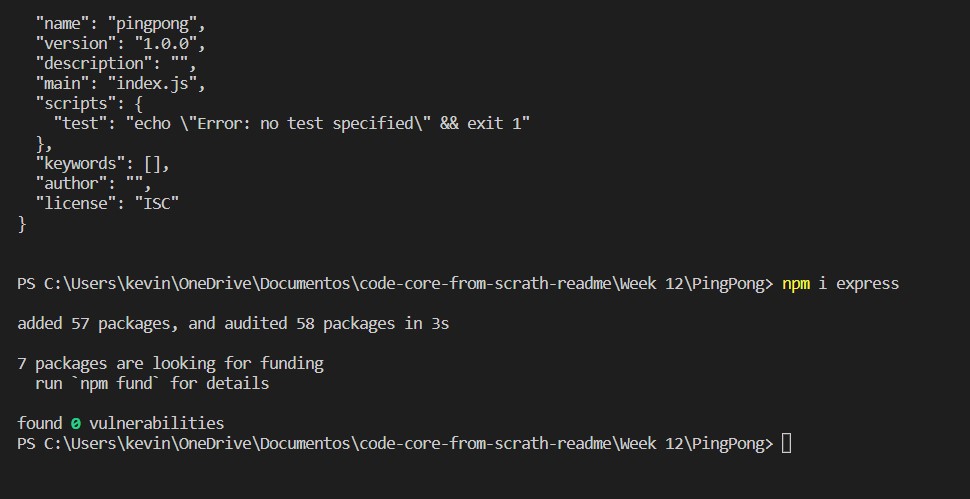 "name": "pingpong",
"version": "1.0.0",
"description": "",
"main": "index.js",
"scripts": {
"test": "echo \"Error: no test specified\" && exit 1"
},
"keywords": [],
"author": "",
"license": "ISC"
}
PS C:\Users\kevin\OneDrive\Documentos\code-core-from-scrath-readme\Week 12\PingPong> npm i express
added 57 packages, and audited 58 packages in 3s
7 packages are looking for funding
run `npm fund` for details
found 0 vulnerabilities
PS C:\Users\kevin\OneDrive\Documentos\code-core-from-scrath-readme\Week 12\PingPong>